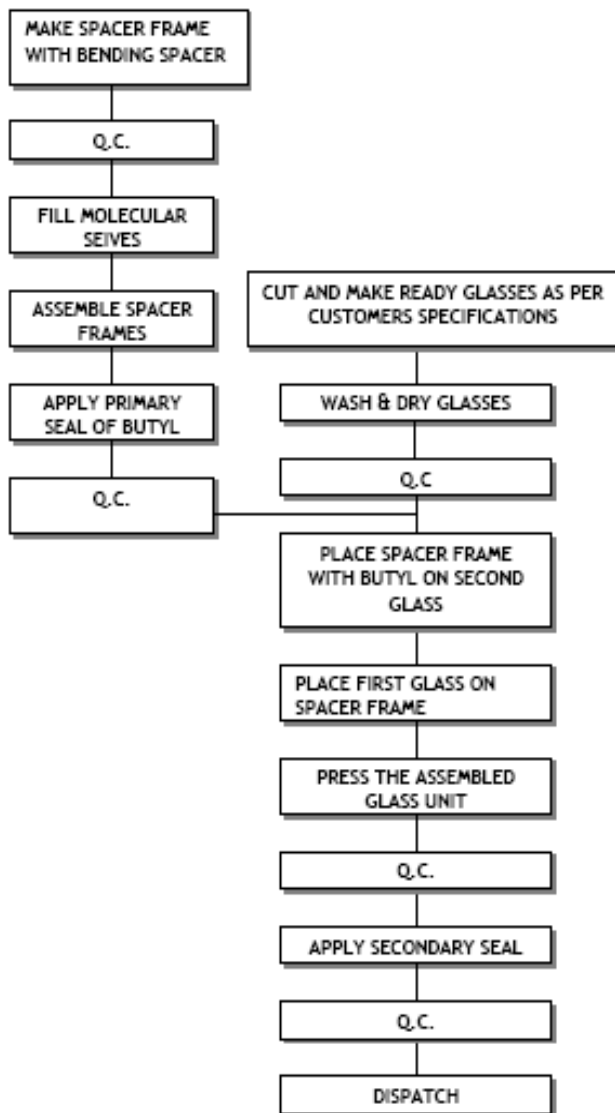 MAKE SPACER FRAME
WITH BENDING SPACER
Q.C.
FILL MOLECULAR
SEIVES
ASSEMBLE SPACER
FRAMES
APPLY PRIMARY
SEAL OF BUTYL
Q.C.
CUT AND MAKE READY GLASSES AS PER
CUSTOMERS SPECIFICATIONS
WASH & DRY GLASSES
Q.C
PLACE SPACER FRAME
WITH BUTYL ON SECOND
GLASS
PLACE FIRST GLASS ON
SPACER FRAME
PRESS THE ASSEMBLED
GLASS UNIT
Q.C.
APPLY SECONDARY SEAL
Q.C.
DISPATCH